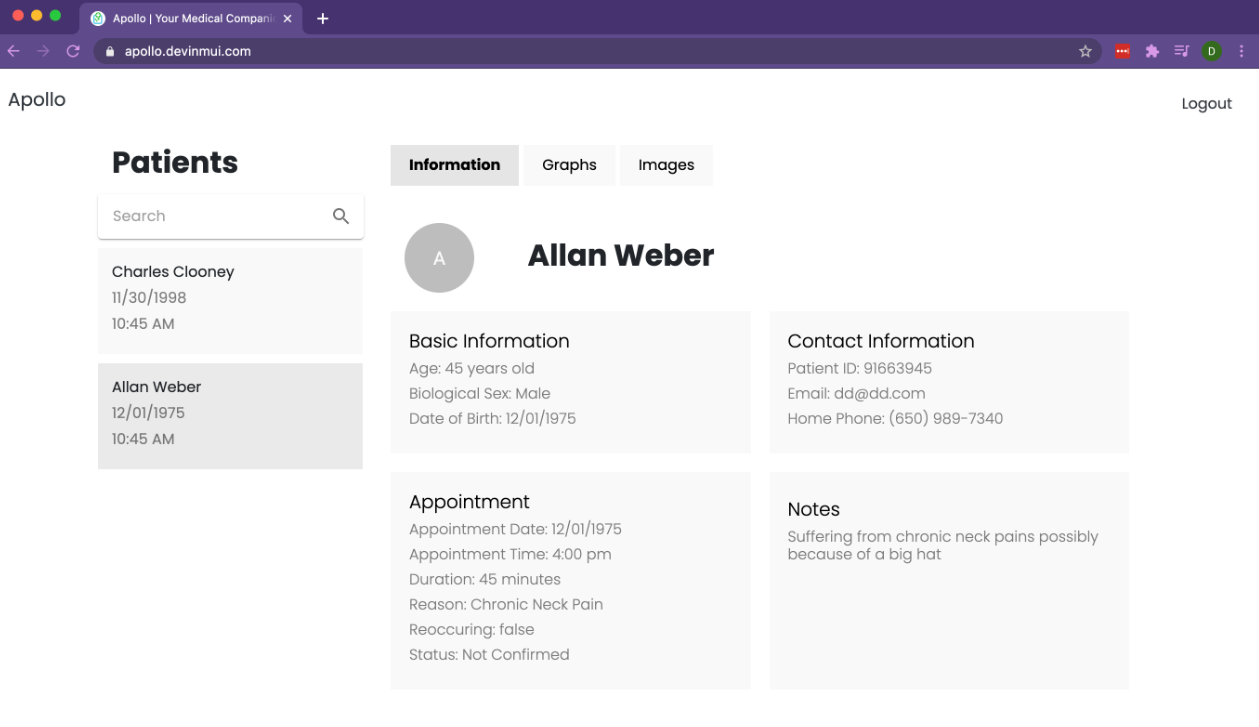 Apollo | Your Medical Compani
apollo.devinmui.com
D
Apollo
Logout
Patients
Search
Charles Clooney
11/30/1998
10:45 AM
Allan Weber
12/01/1975
10:45 AM
Information
Graphs
Images
A
Allan Weber
Basic Information
Age: 45 years old
Biological Sex: Male
Date of Birth: 12/01/1975
Contact Information
Patient ID: 91663945
Email: dd@dd.com
Home Phone: (650) 989-7340
Appointment
Appointment Date: 12/01/1975
Appointment Time: 4:00 pm
Duration: 45 minutes
Reason: Chronic Neck Pain
Reoccuring: false
Status: Not Confirmed
Notes
Suffering from chronic neck pains possibly
because of a big hat